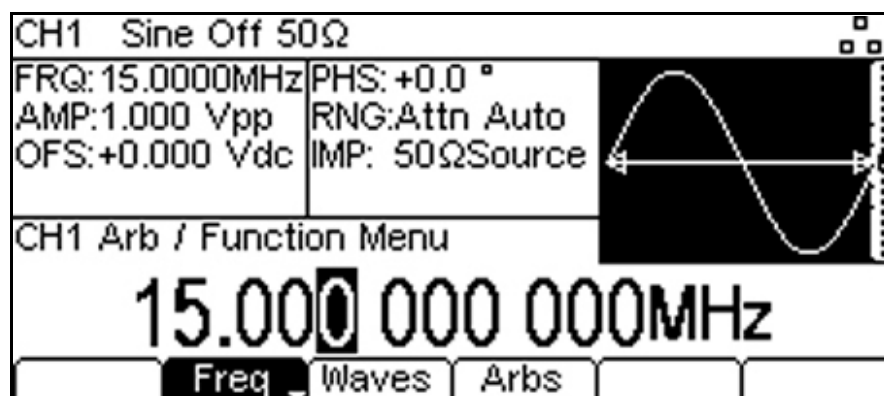 CH1 Sine Off 50Ω
FRQ:15.0000MHz PHS:+0.0 °
AMP:1.000 Vpp RNG:Attn Auto
OFS:+0.000 Vdc IMP: 50ΩSource
CH1 Arb / Function Menu
15.000 000 000MHz
Freq Waves Arbs